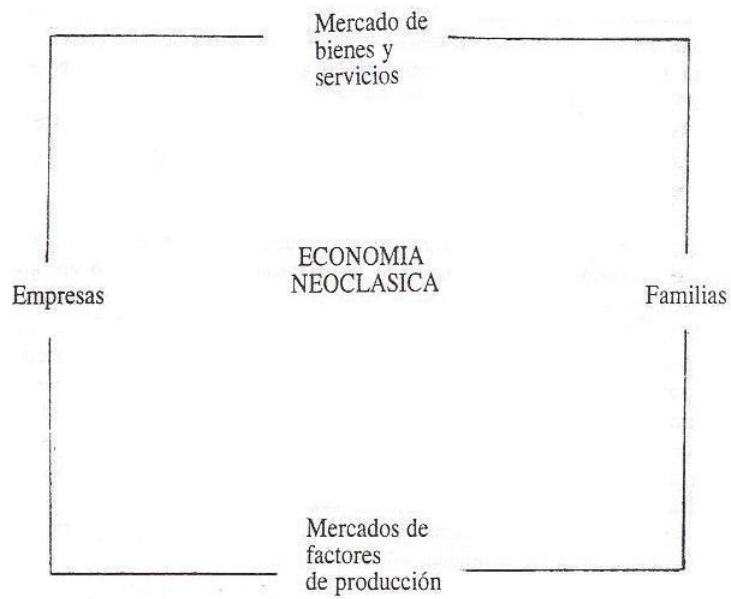 Mercado de
bienes y
servicios
ECONOMIA
NEOCLASICA
Empresas
Familias
Mercados de
factores
de producción